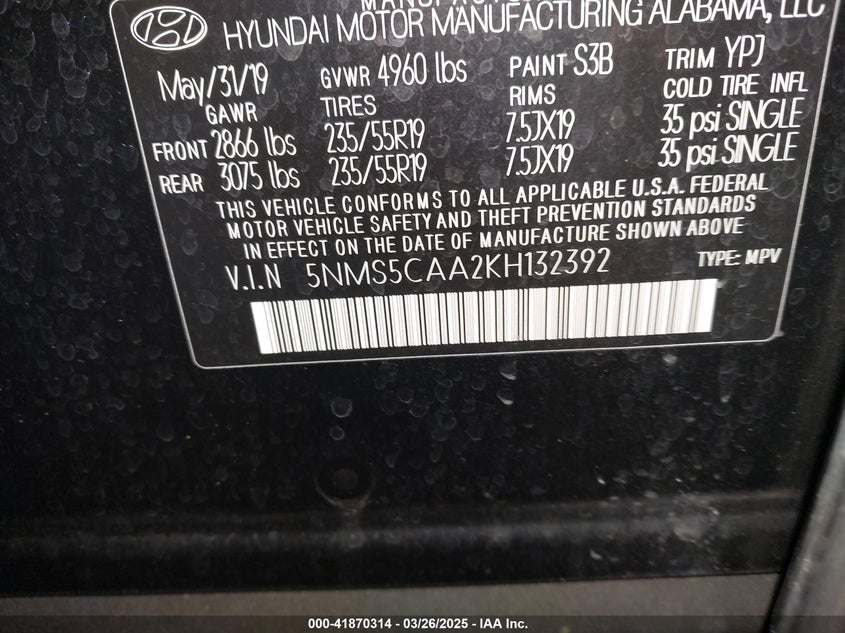 HYUNDAI MOTOR MANUFACTURING ALABAMA, LLC
May/31/19 GVWR 4960 lbs PAINT S3B TRIM YPJ
GAWR TIRES RIMS COLD TIRE INFL
FRONT 2866 lbs 235/55R19 7.5JX19 35 psi SINGLE
REAR 3075 lbs 235/55R19 7.5JX19 35 psi SINGLE
THIS VEHICLE CONFORMS TO ALL APPLICABLE U.S.A. FEDERAL
MOTOR VEHICLE SAFETY AND THEFT PREVENTION STANDARDS
IN EFFECT ON THE DATE OF MANUFACTURE SHOWN ABOVE
V.I.N 5NMS5CAA2KH132392 TYPE: MPV
000-41870314 - 03/26/2025 - IAA Inc.